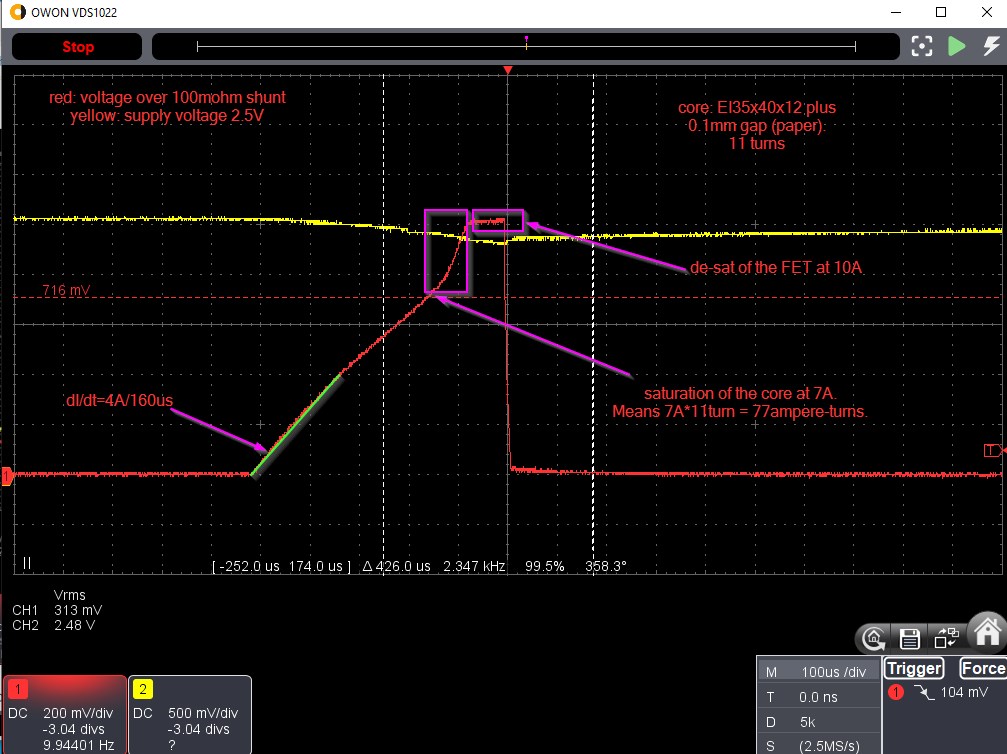 OWON VDS1022
Stop
red: voltage over 100mohm shunt
yellow: supply voltage 2.5V
core: EI35x40x12 plus
0.1mm gap (paper).
11 turns
de-sat of the FET at 10A
716 mV
saturation of the core at 7A.
Means 7A*11turn = 77ampere-turns.
dI/dt=4A/160us
T
1
II
[ -252.0 us 174.0 us ] Δ 426.0 us 2.347 kHz 99.5% 358.3°
Vrms
CH1 313 mV
CH2 2.48 V
1
DC 200 mV/div
-3.04 divs
9.94401 Hz
2
DC 500 mV/div
-3.04 divs
?
M 100us /div
T 0.0 ns
D 5k
S (2.5MS/s)
Trigger Force
1 104 mV